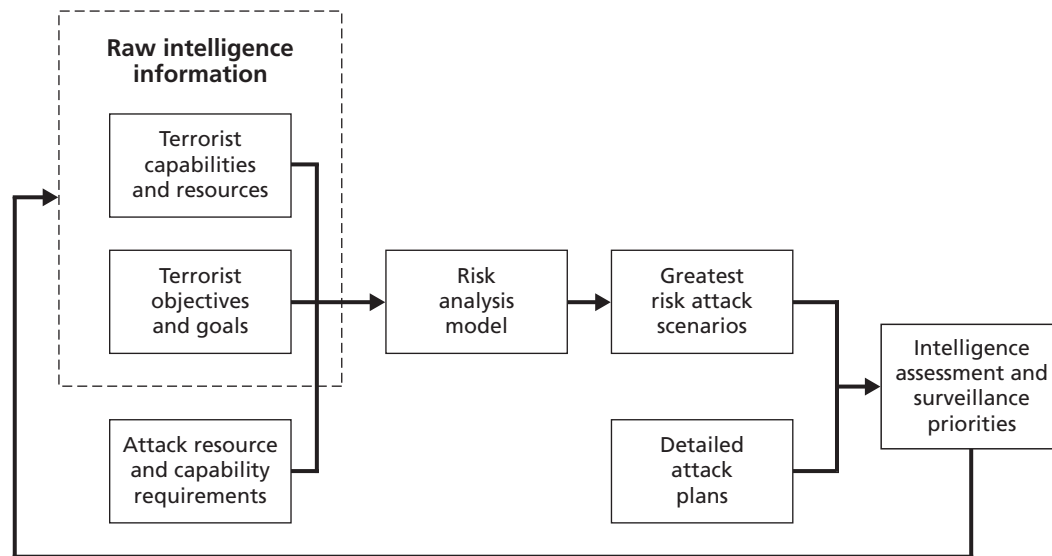 Raw intelligence
information
Terrorist
capabilities
and resources
Terrorist
objectives
and goals
Risk
analysis
model
Greatest
risk attack
scenarios
Intelligence
assessment and
surveillance
priorities
Attack resource
and capability
requirements
Detailed
attack
plans